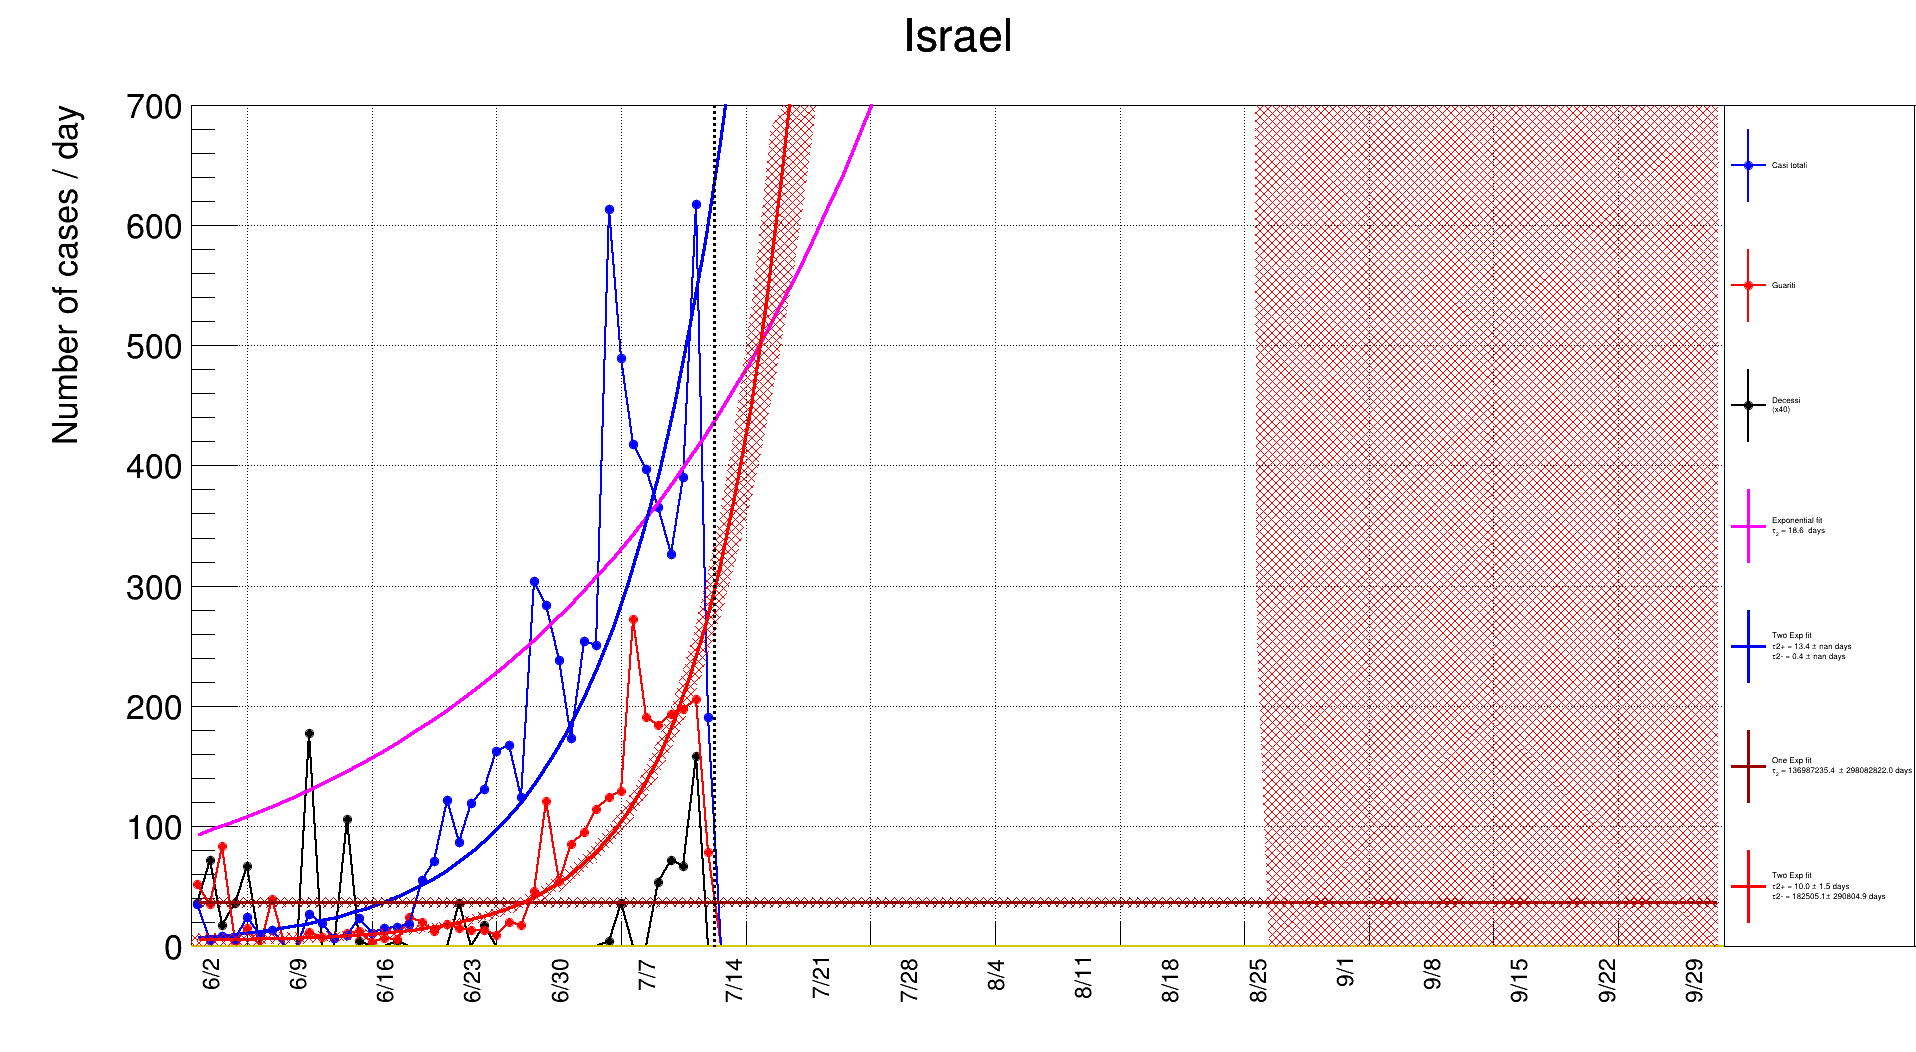 Israel
Number of cases / day
700
600
500
400
300
200
100
0
6/2
6/9
6/16
6/23
6/30
7/7
7/14
7/21
7/28
8/4
8/11
8/18
8/25
9/1
9/8
9/15
9/22
9/29
Casi totali
Guariti
Decessi
(x40)
Exponential fit
τ2 = 18.6 days
Two Exp fit
τ2+ = 13.4 ± nan days
τ2- = 0.4 ± nan days
One Exp fit
τ2 = 136987235.4 ± 298082822.0 days
Two Exp fit
τ2+ = 10.0 ± 1.5 days
τ2- = 182505.1± 290804.9 days